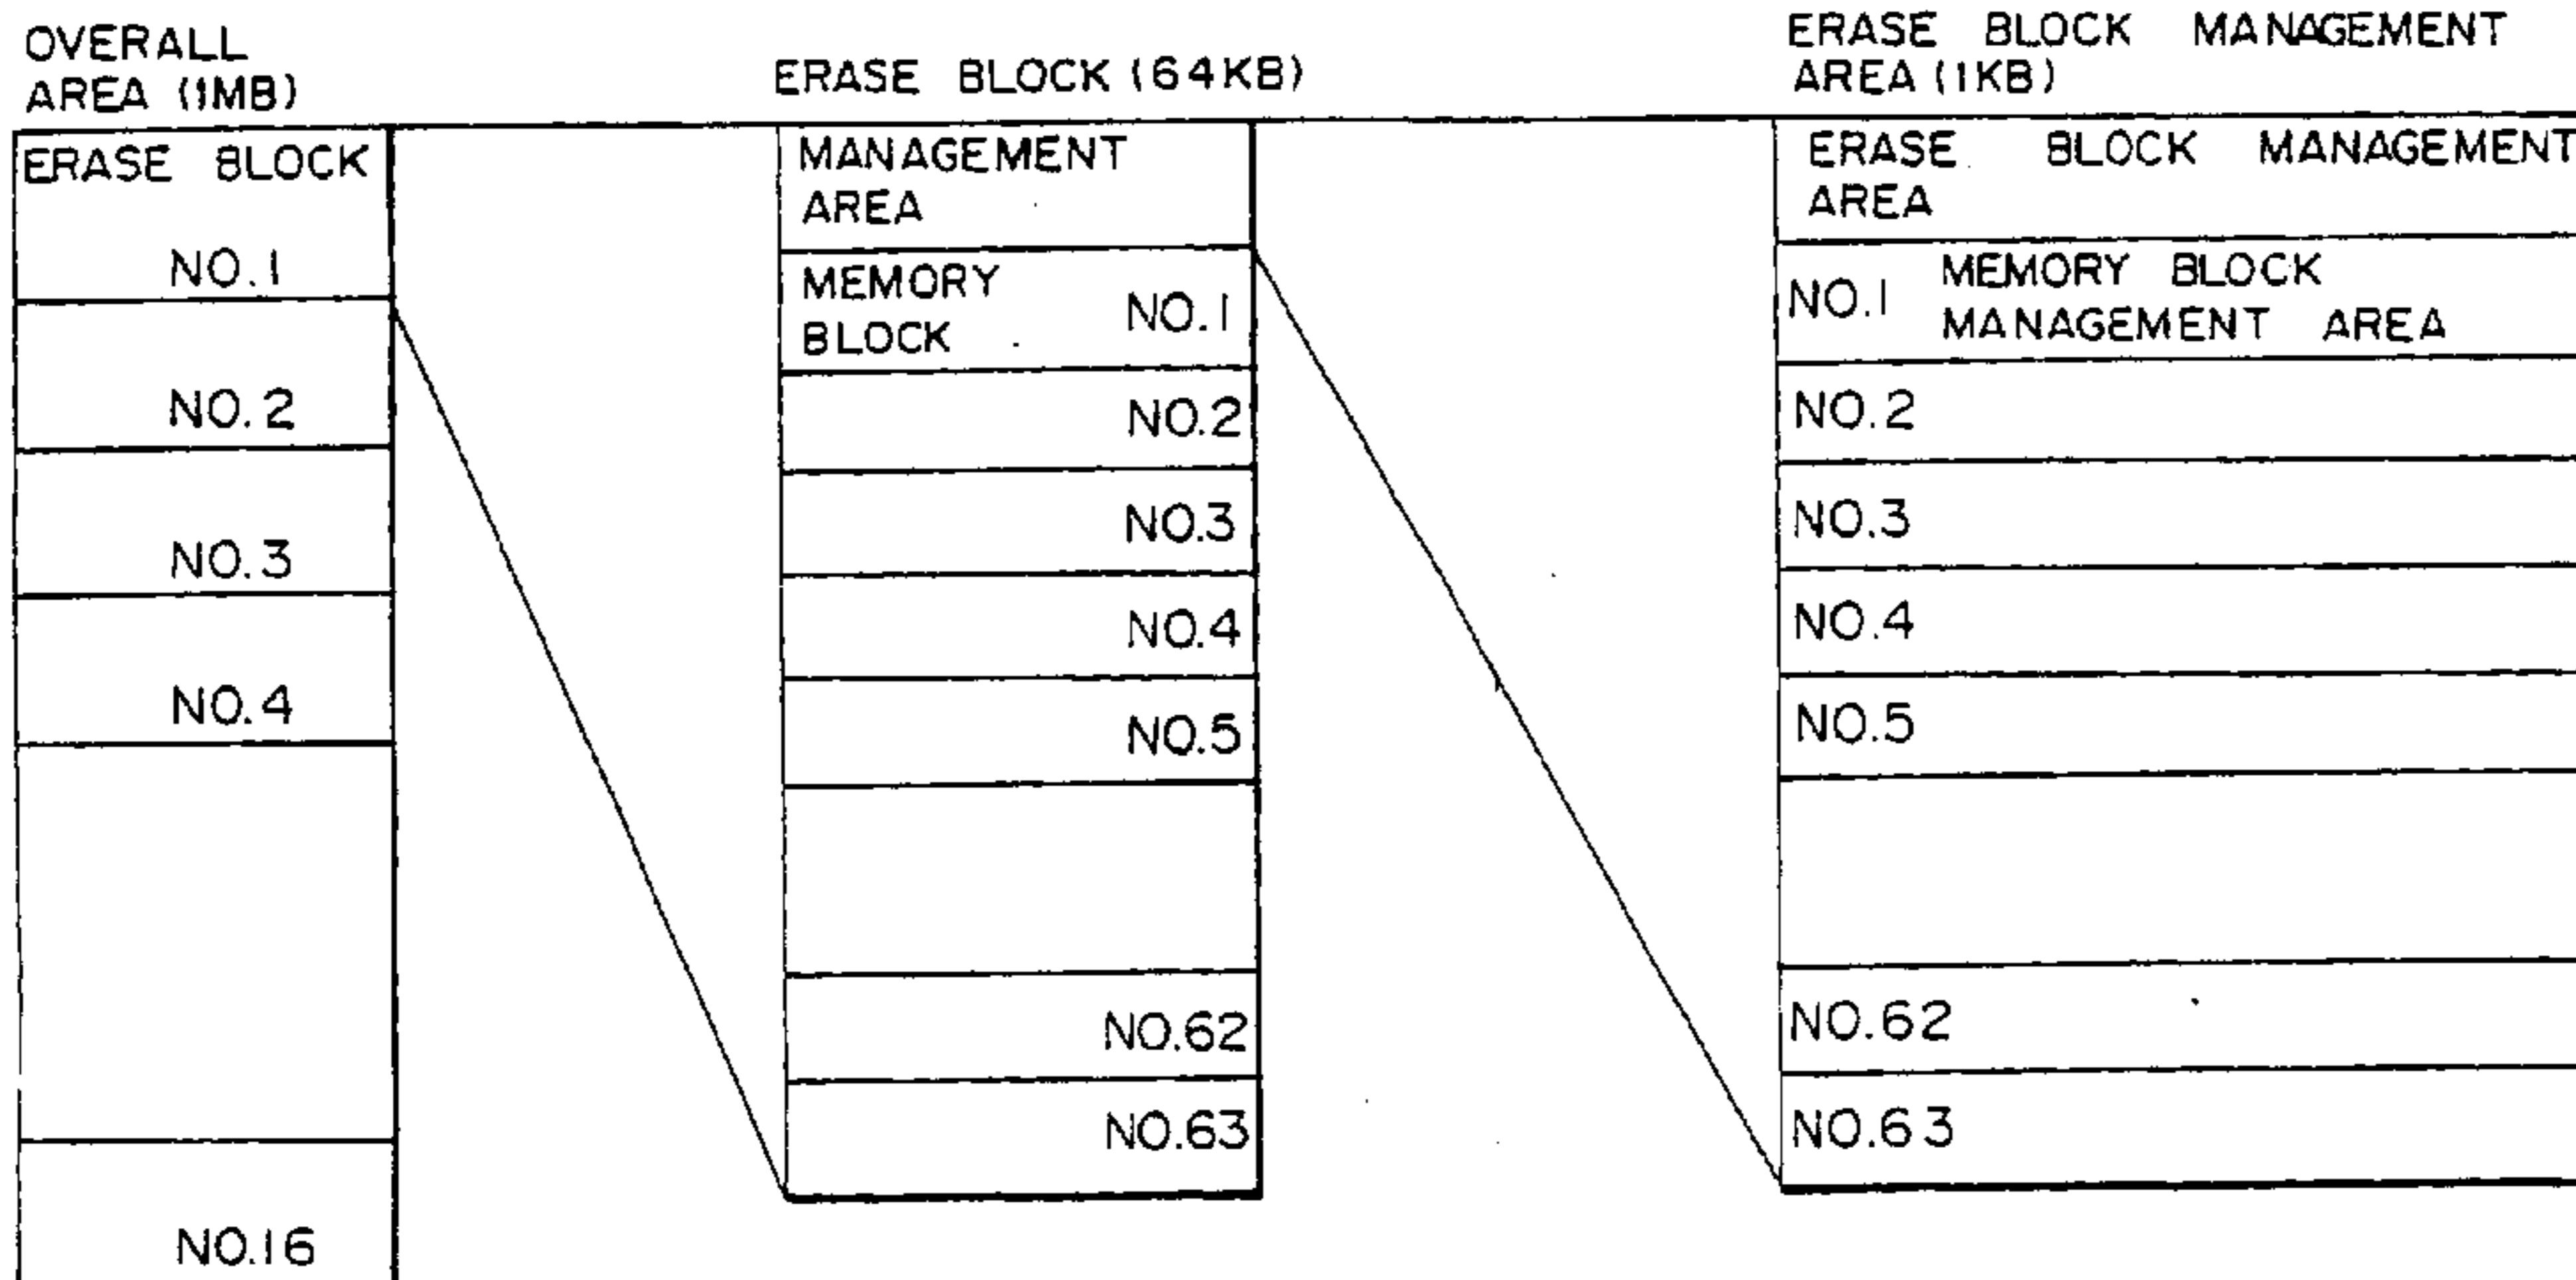 OVERALL
AREA (1MB)
ERASE BLOCK
NO.1
NO.2
NO.3
NO.4
NO.16
ERASE BLOCK (64KB)
MANAGEMENT
AREA
MEMORY
BLOCK NO.1
NO.2
NO.3
NO.4
NO.5
NO.62
NO.63
ERASE BLOCK MANAGEMENT
AREA (1KB)
ERASE BLOCK MANAGEMENT
AREA
NO.1 MEMORY BLOCK
MANAGEMENT AREA
NO.2
NO.3
NO.4
NO.5
NO.62
NO.63